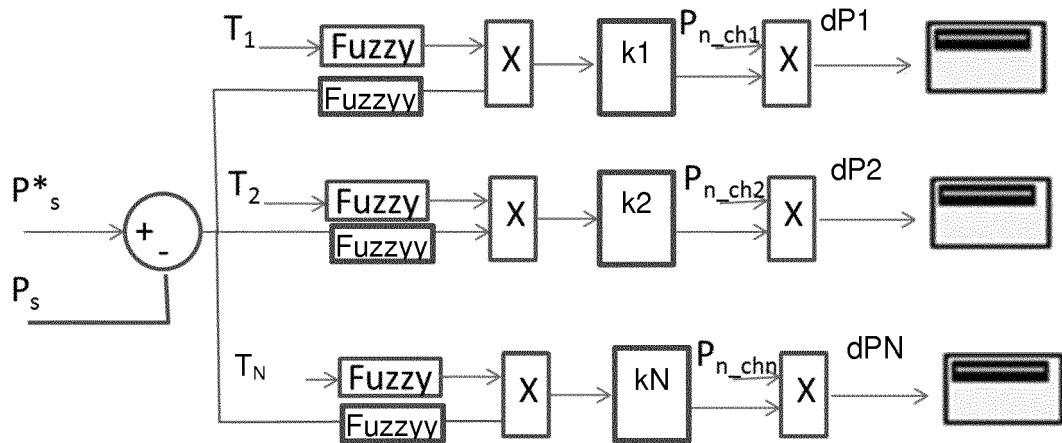 T1 Fuzzy X k1 Pn_ch1 X dP1
Fuzzyy
P*s
+
-
Ps
T2 Fuzzy X k2 Pn_ch2 X dP2
Fuzzyy
TN Fuzzy X kN Pn_chn X dPN
Fuzzyy